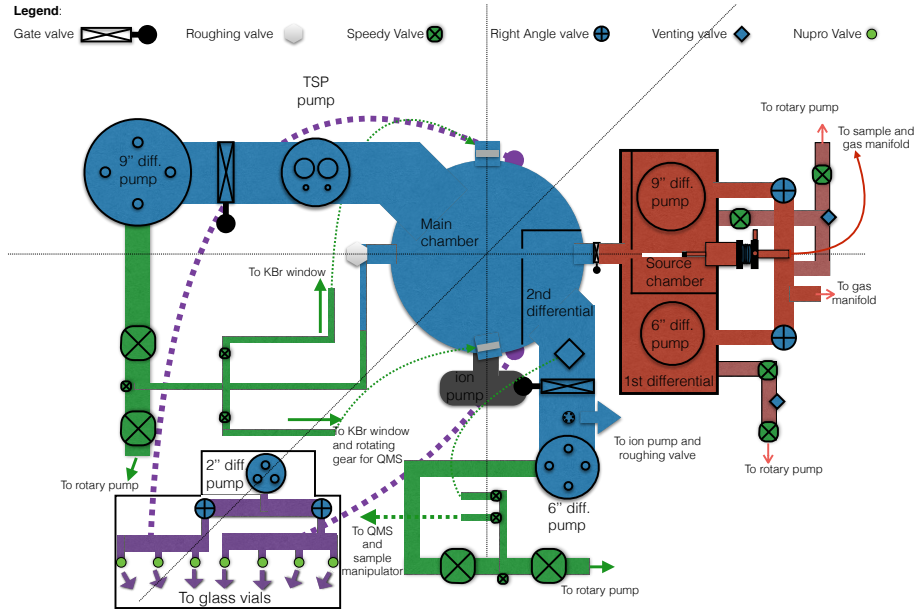 Legend:
Gate valve
Roughing valve
Speedy Valve
Right Angle valve
Venting valve
Nupro Valve
TSP
pump
To rotary pump
To sample and
gas manifold
9” diff.
pump
9” diff.
pump
Main
chamber
To KBr window
Source
chamber
2nd
differential
To gas
manifold
6” diff.
pump
1st differential
ion
pump
To KBr window
and rotating
gear for QMS
To ion pump and
roughing valve
To rotary pump
2” diff.
pump
To rotary pump
6” diff.
pump
To QMS
and
sample
manipulator
To rotary pump
To glass vials